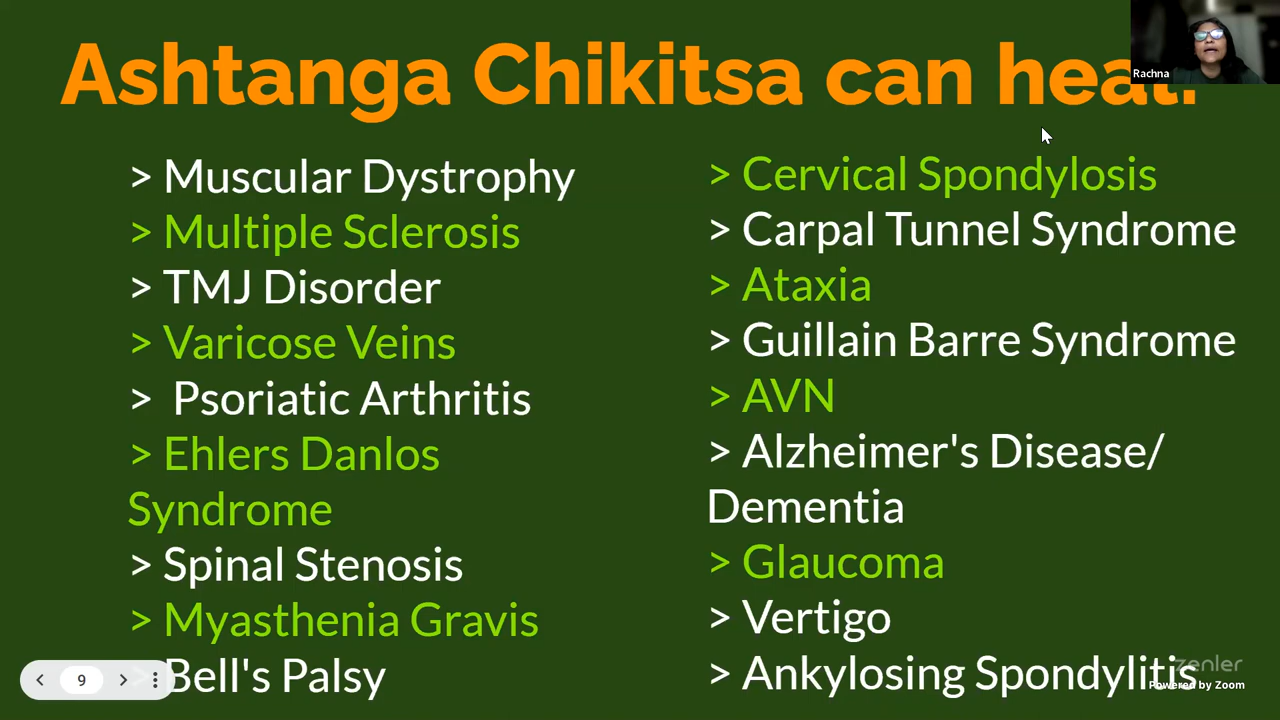 Ashtanga Chikitsa can heal:
Rachna
> Muscular Dystrophy
> Multiple Sclerosis
> TMJ Disorder
> Varicose Veins
> Psoriatic Arthritis
> Ehlers Danlos
Syndrome
> Spinal Stenosis
> Myasthenia Gravis
Bell's Palsy
> Cervical Spondylosis
> Carpal Tunnel Syndrome
> Ataxia
> Guillain Barre Syndrome
> AVN
> Alzheimer's Disease/
Dementia
> Glaucoma
> Vertigo
> Ankylosing Spondylitis
zenler
Powered by Zoom
9